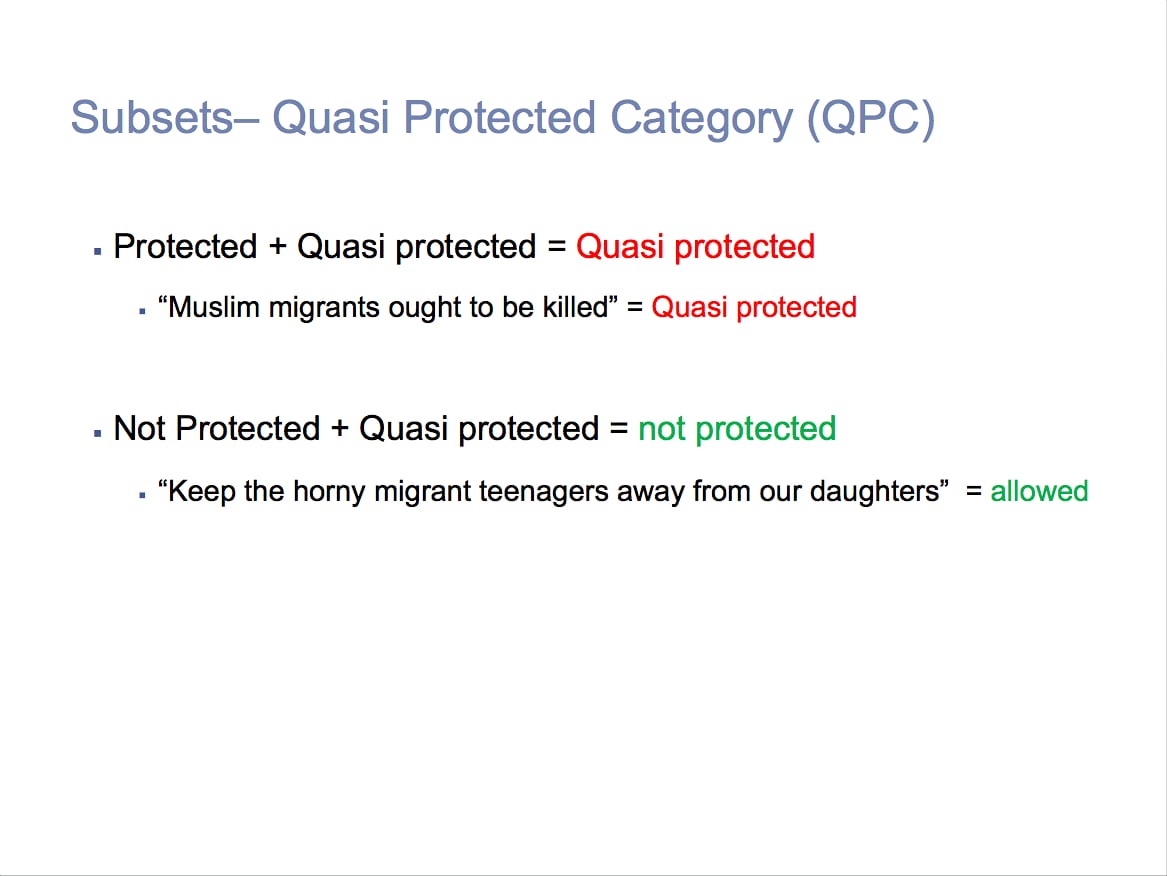 Subsets– Quasi Protected Category (QPC)
▪ Protected + Quasi protected = Quasi protected
▪ “Muslim migrants ought to be killed” = Quasi protected
▪ Not Protected + Quasi protected = not protected
▪ “Keep the horny migrant teenagers away from our daughters” = allowed